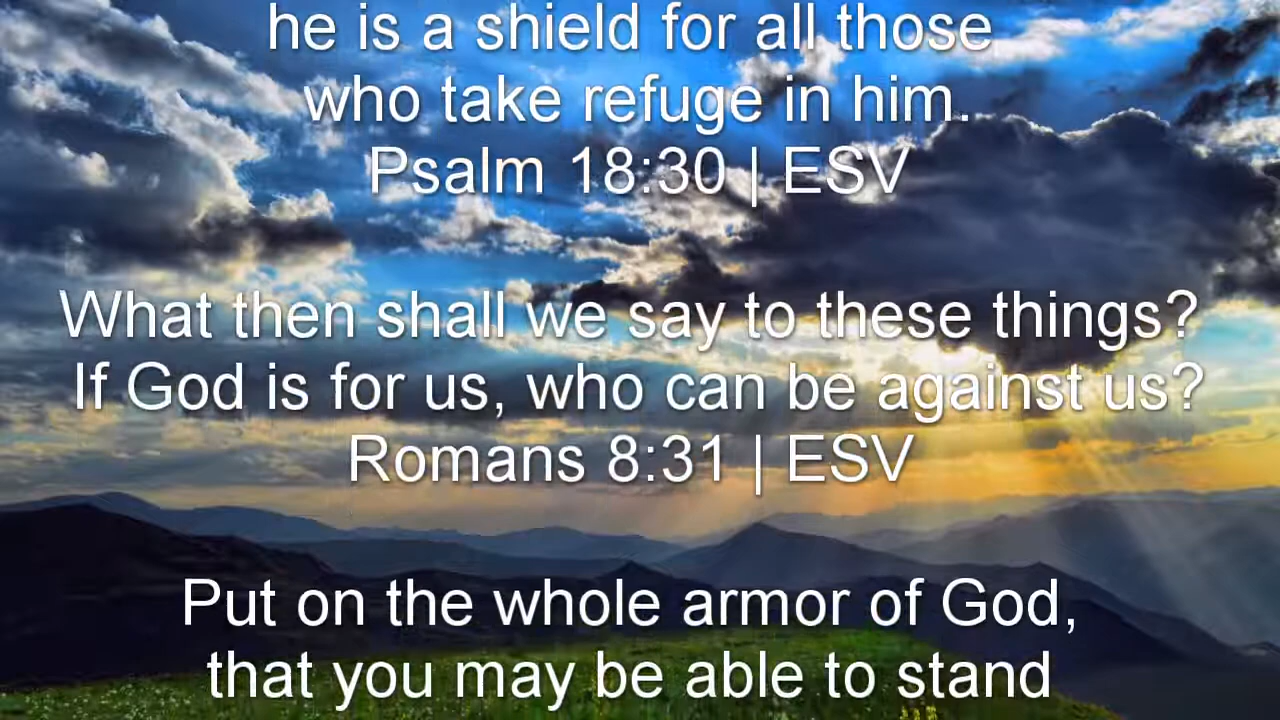 he is a shield for all those
who take refuge in him.
Psalm 18:30 | ESV
What then shall we say to these things?
If God is for us, who can be against us?
Romans 8:31 | ESV
Put on the whole armor of God,
that you may be able to stand